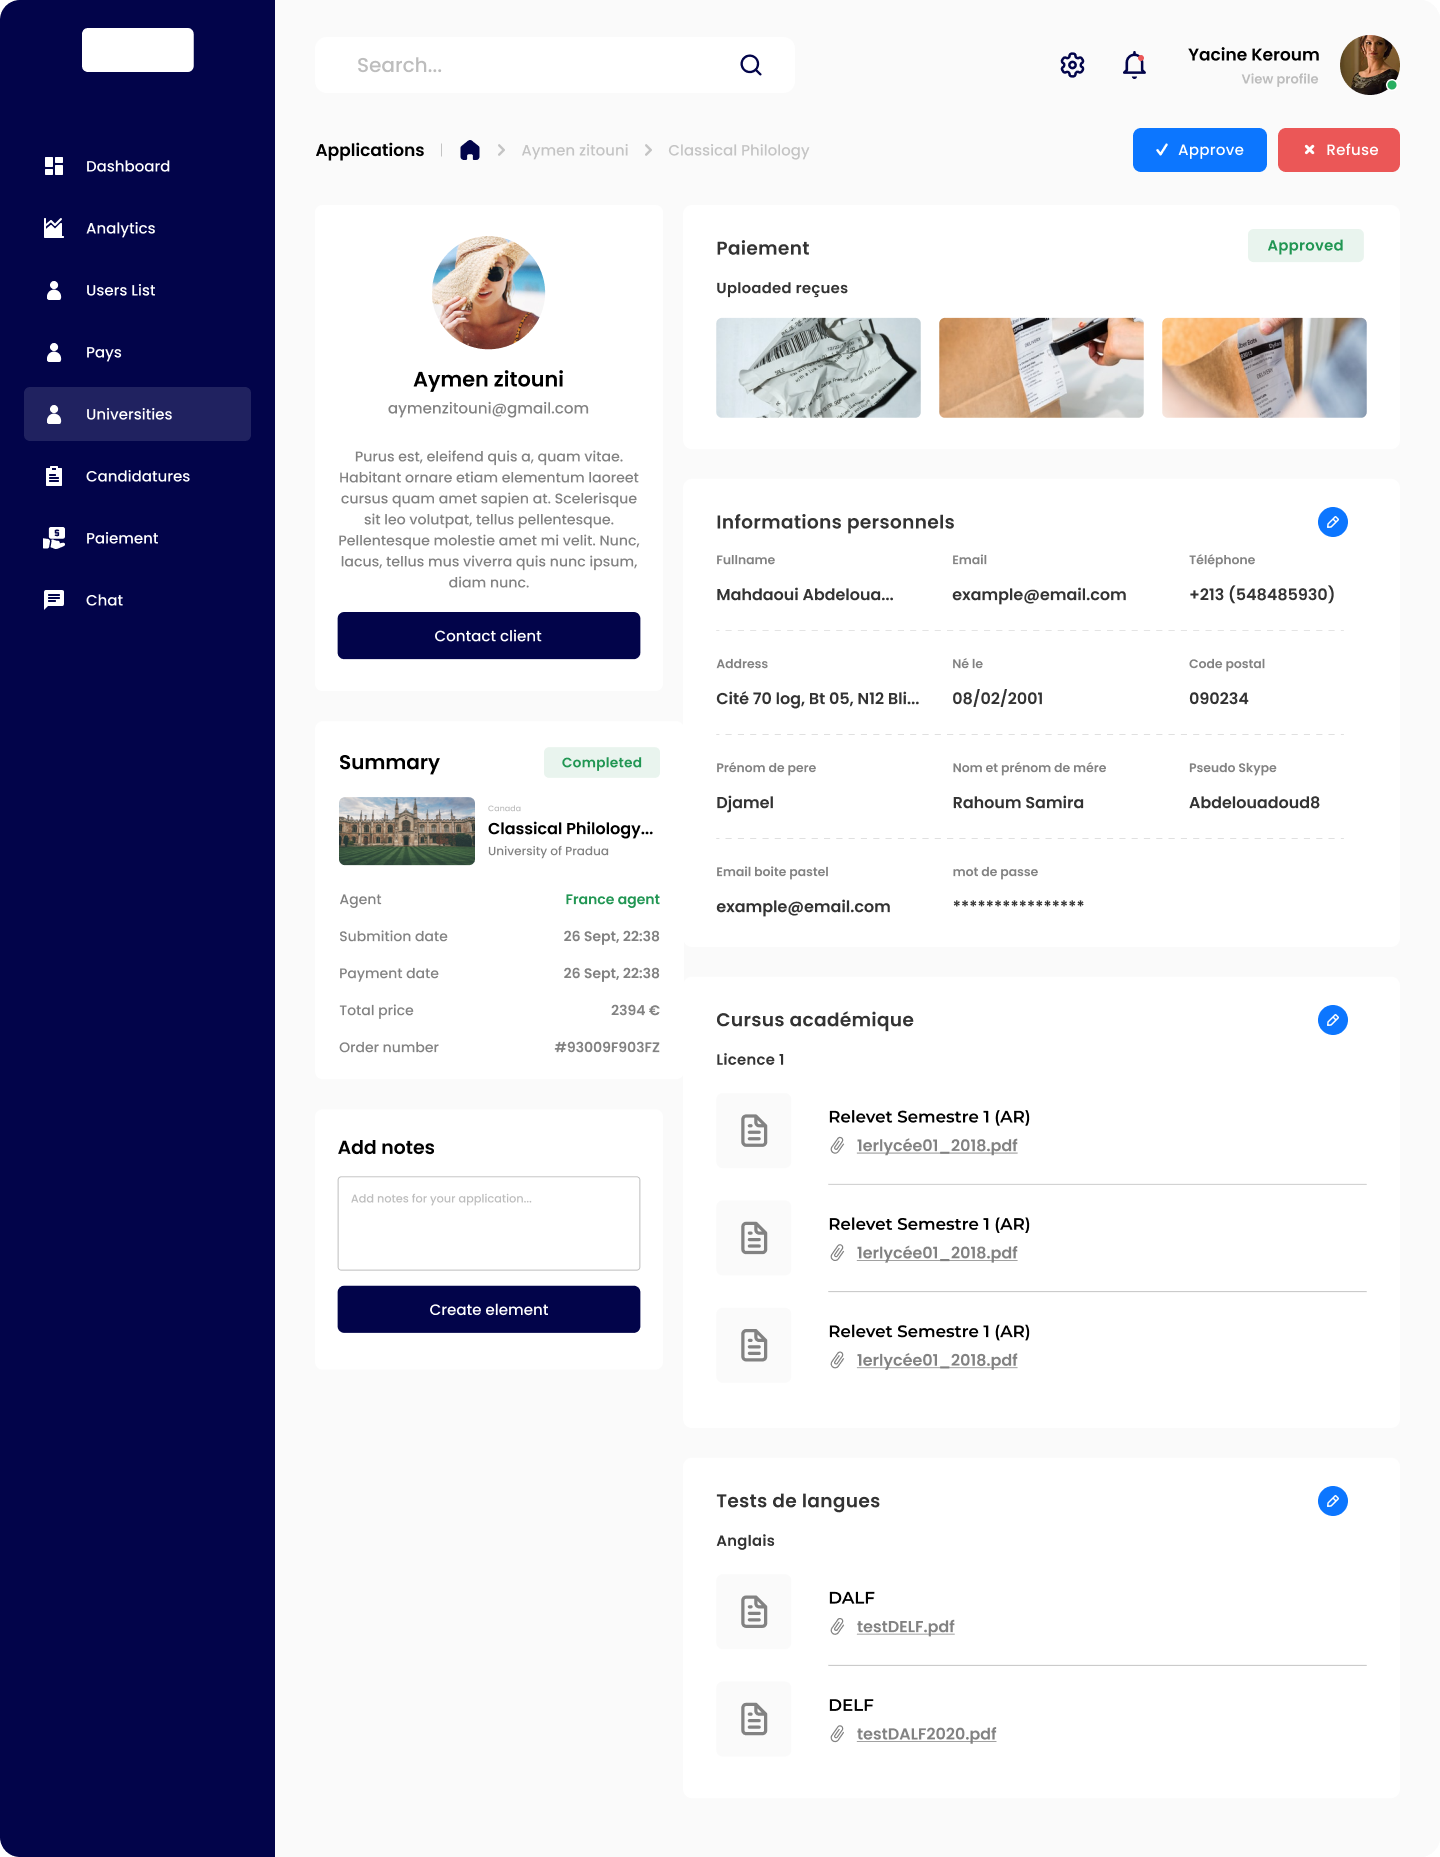 Search...
Yacine Keroum
View profile
Dashboard
Analytics
Users List
Pays
Universities
Candidatures
Paiement
Chat
Applications
Aymen zitouni
Classical Philology
Approve
Refuse
Aymen zitouni
aymenzitouni@gmail.com
Purus est, eleifend quis a, quam vitae.
Habitant ornare etiam elementum laoreet
cursus quam amet sapien at. Scelerisque
sit leo volutpat, tellus pellentesque.
Pellentesque molestie amet mi velit. Nunc,
lacus, tellus mus viverra quis nunc ipsum,
diam nunc.
Contact client
Summary
Completed
Canada
Classical Philology...
University of Pradua
Agent
France agent
Submition date
26 Sept, 22:38
Payment date
26 Sept, 22:38
Total price
2394 €
Order number
#93009F903FZ
Add notes
Add notes for your application...
Create element
Paiement
Approved
Uploaded reçues
DELIVERY
Informations personnels
Fullname
Email
Téléphone
Mahdaoui Abdeloua...
example@email.com
+213 (548485930)
Address
Né le
Code postal
Cité 70 log, Bt 05, N12 Bli...
08/02/2001
090234
Prénom de pere
Nom et prénom de mére
Pseudo Skype
Djamel
Rahoum Samira
Abdelouadoud8
Email boite pastel
mot de passe
example@email.com
****************
Cursus académique
Licence 1
Relevet Semestre 1 (AR)
1erlycée01_2018.pdf
Relevet Semestre 1 (AR)
1erlycée01_2018.pdf
Relevet Semestre 1 (AR)
1erlycée01_2018.pdf
Tests de langues
Anglais
DALF
testDELF.pdf
DELF
testDALF2020.pdf